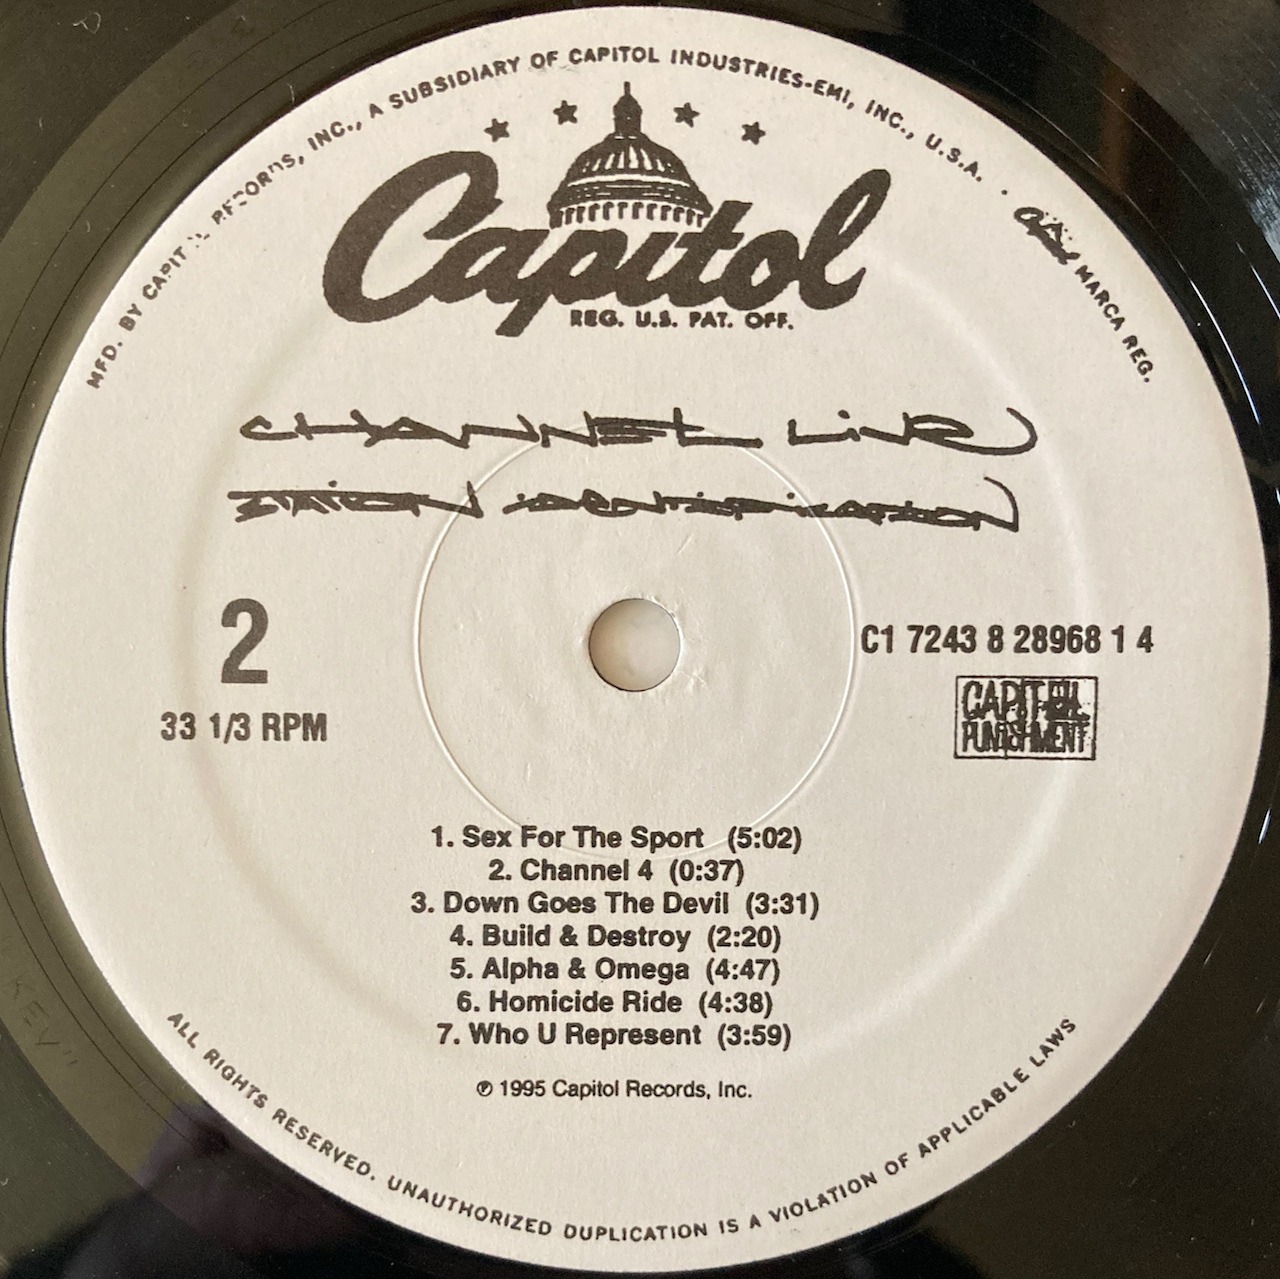 MFD. BY CAPITOL RECORDS, INC., A SUBSIDIARY OF CAPITOL INDUSTRIES-EMI, INC., U.S.A. · Capitol MARCA REG.
Capitol
REG. U.S. PAT. OFF.
CHANNEL LIVE
STATION IDENTIFICATION
2
33 1/3 RPM
C1 7243 8 28968 1 4
CAPITOL
PUNISHMENT
1. Sex For The Sport (5:02)
2. Channel 4 (0:37)
3. Down Goes The Devil (3:31)
4. Build & Destroy (2:20)
5. Alpha & Omega (4:47)
6. Homicide Ride (4:38)
7. Who U Represent (3:59)
℗ 1995 Capitol Records, Inc.
ALL RIGHTS RESERVED. UNAUTHORIZED DUPLICATION IS A VIOLATION OF APPLICABLE LAWS